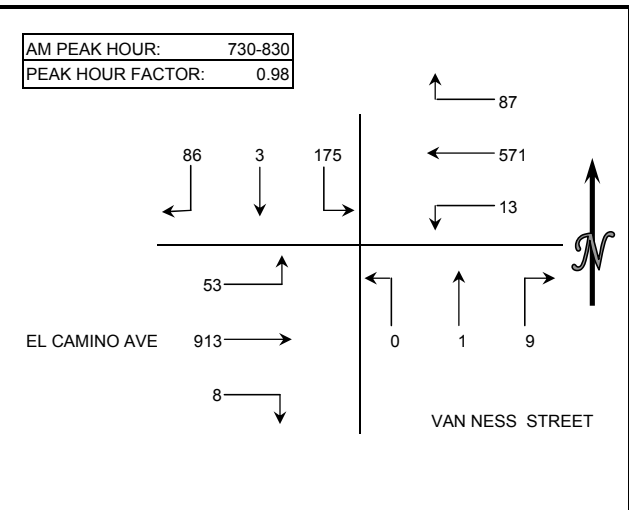 AM PEAK HOUR: 730-830
PEAK HOUR FACTOR: 0.98
87
86 3 175 571
13
53
EL CAMINO AVE 913 0 1 9
8
VAN NESS STREET
N